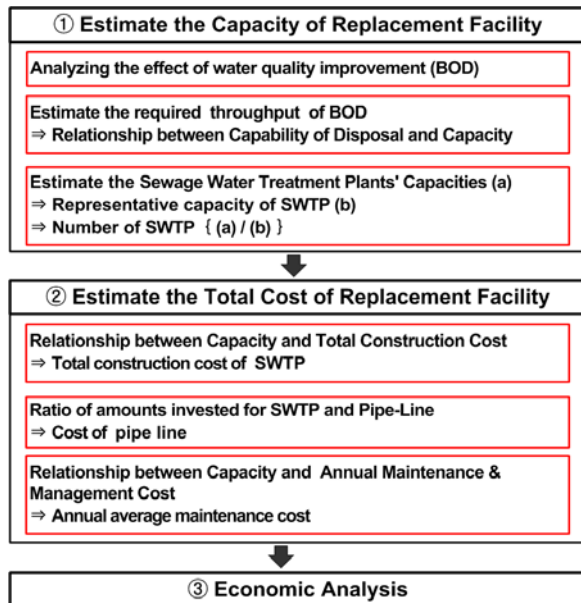 ① Estimate the Capacity of Replacement Facility
Analyzing the effect of water quality improvement (BOD)
Estimate the required throughput of BOD
⇒ Relationship between Capability of Disposal and Capacity
Estimate the Sewage Water Treatment Plants' Capacities (a)
⇒ Representative capacity of SWTP (b)
⇒ Number of SWTP { (a) / (b) }
② Estimate the Total Cost of Replacement Facility
Relationship between Capacity and Total Construction Cost
⇒ Total construction cost of SWTP
Ratio of amounts invested for SWTP and Pipe-Line
⇒ Cost of pipe line
Relationship between Capacity and Annual Maintenance &
Management Cost
⇒ Annual average maintenance cost
③ Economic Analysis